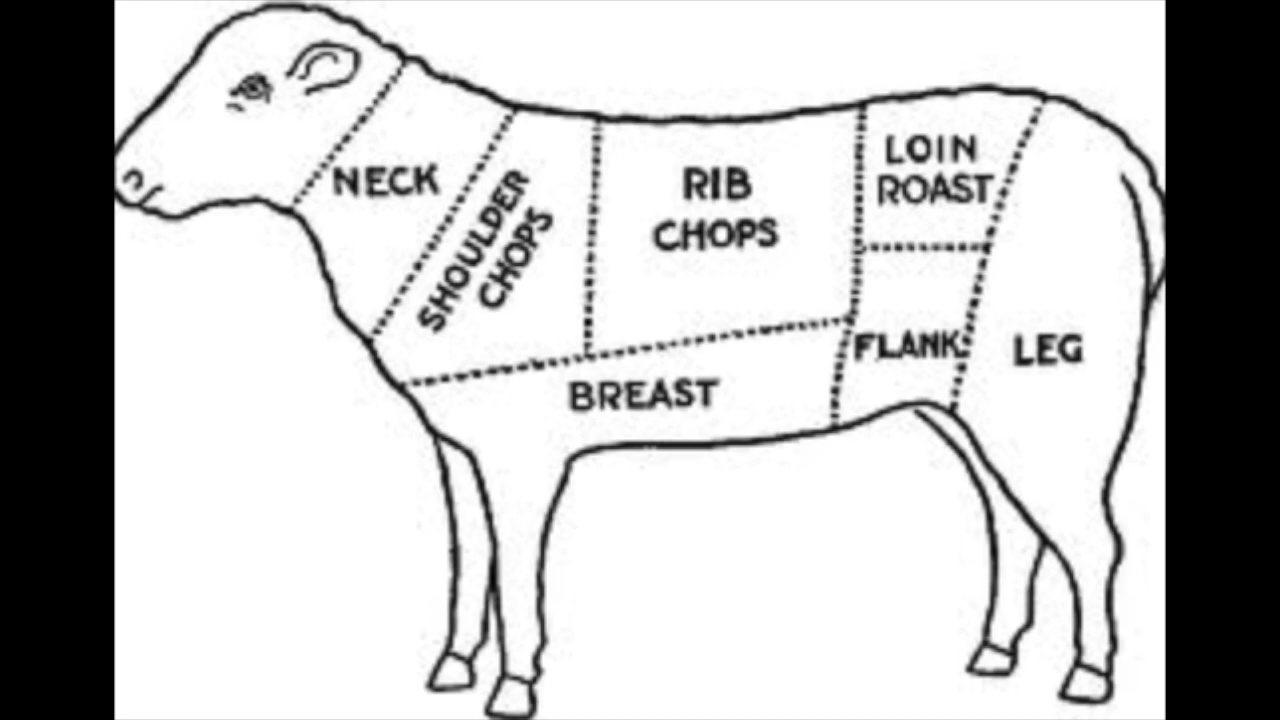 NECK
SHOULDER
CHOPS
RIB
CHOPS
LOIN
ROAST
BREAST
FLANK
LEG